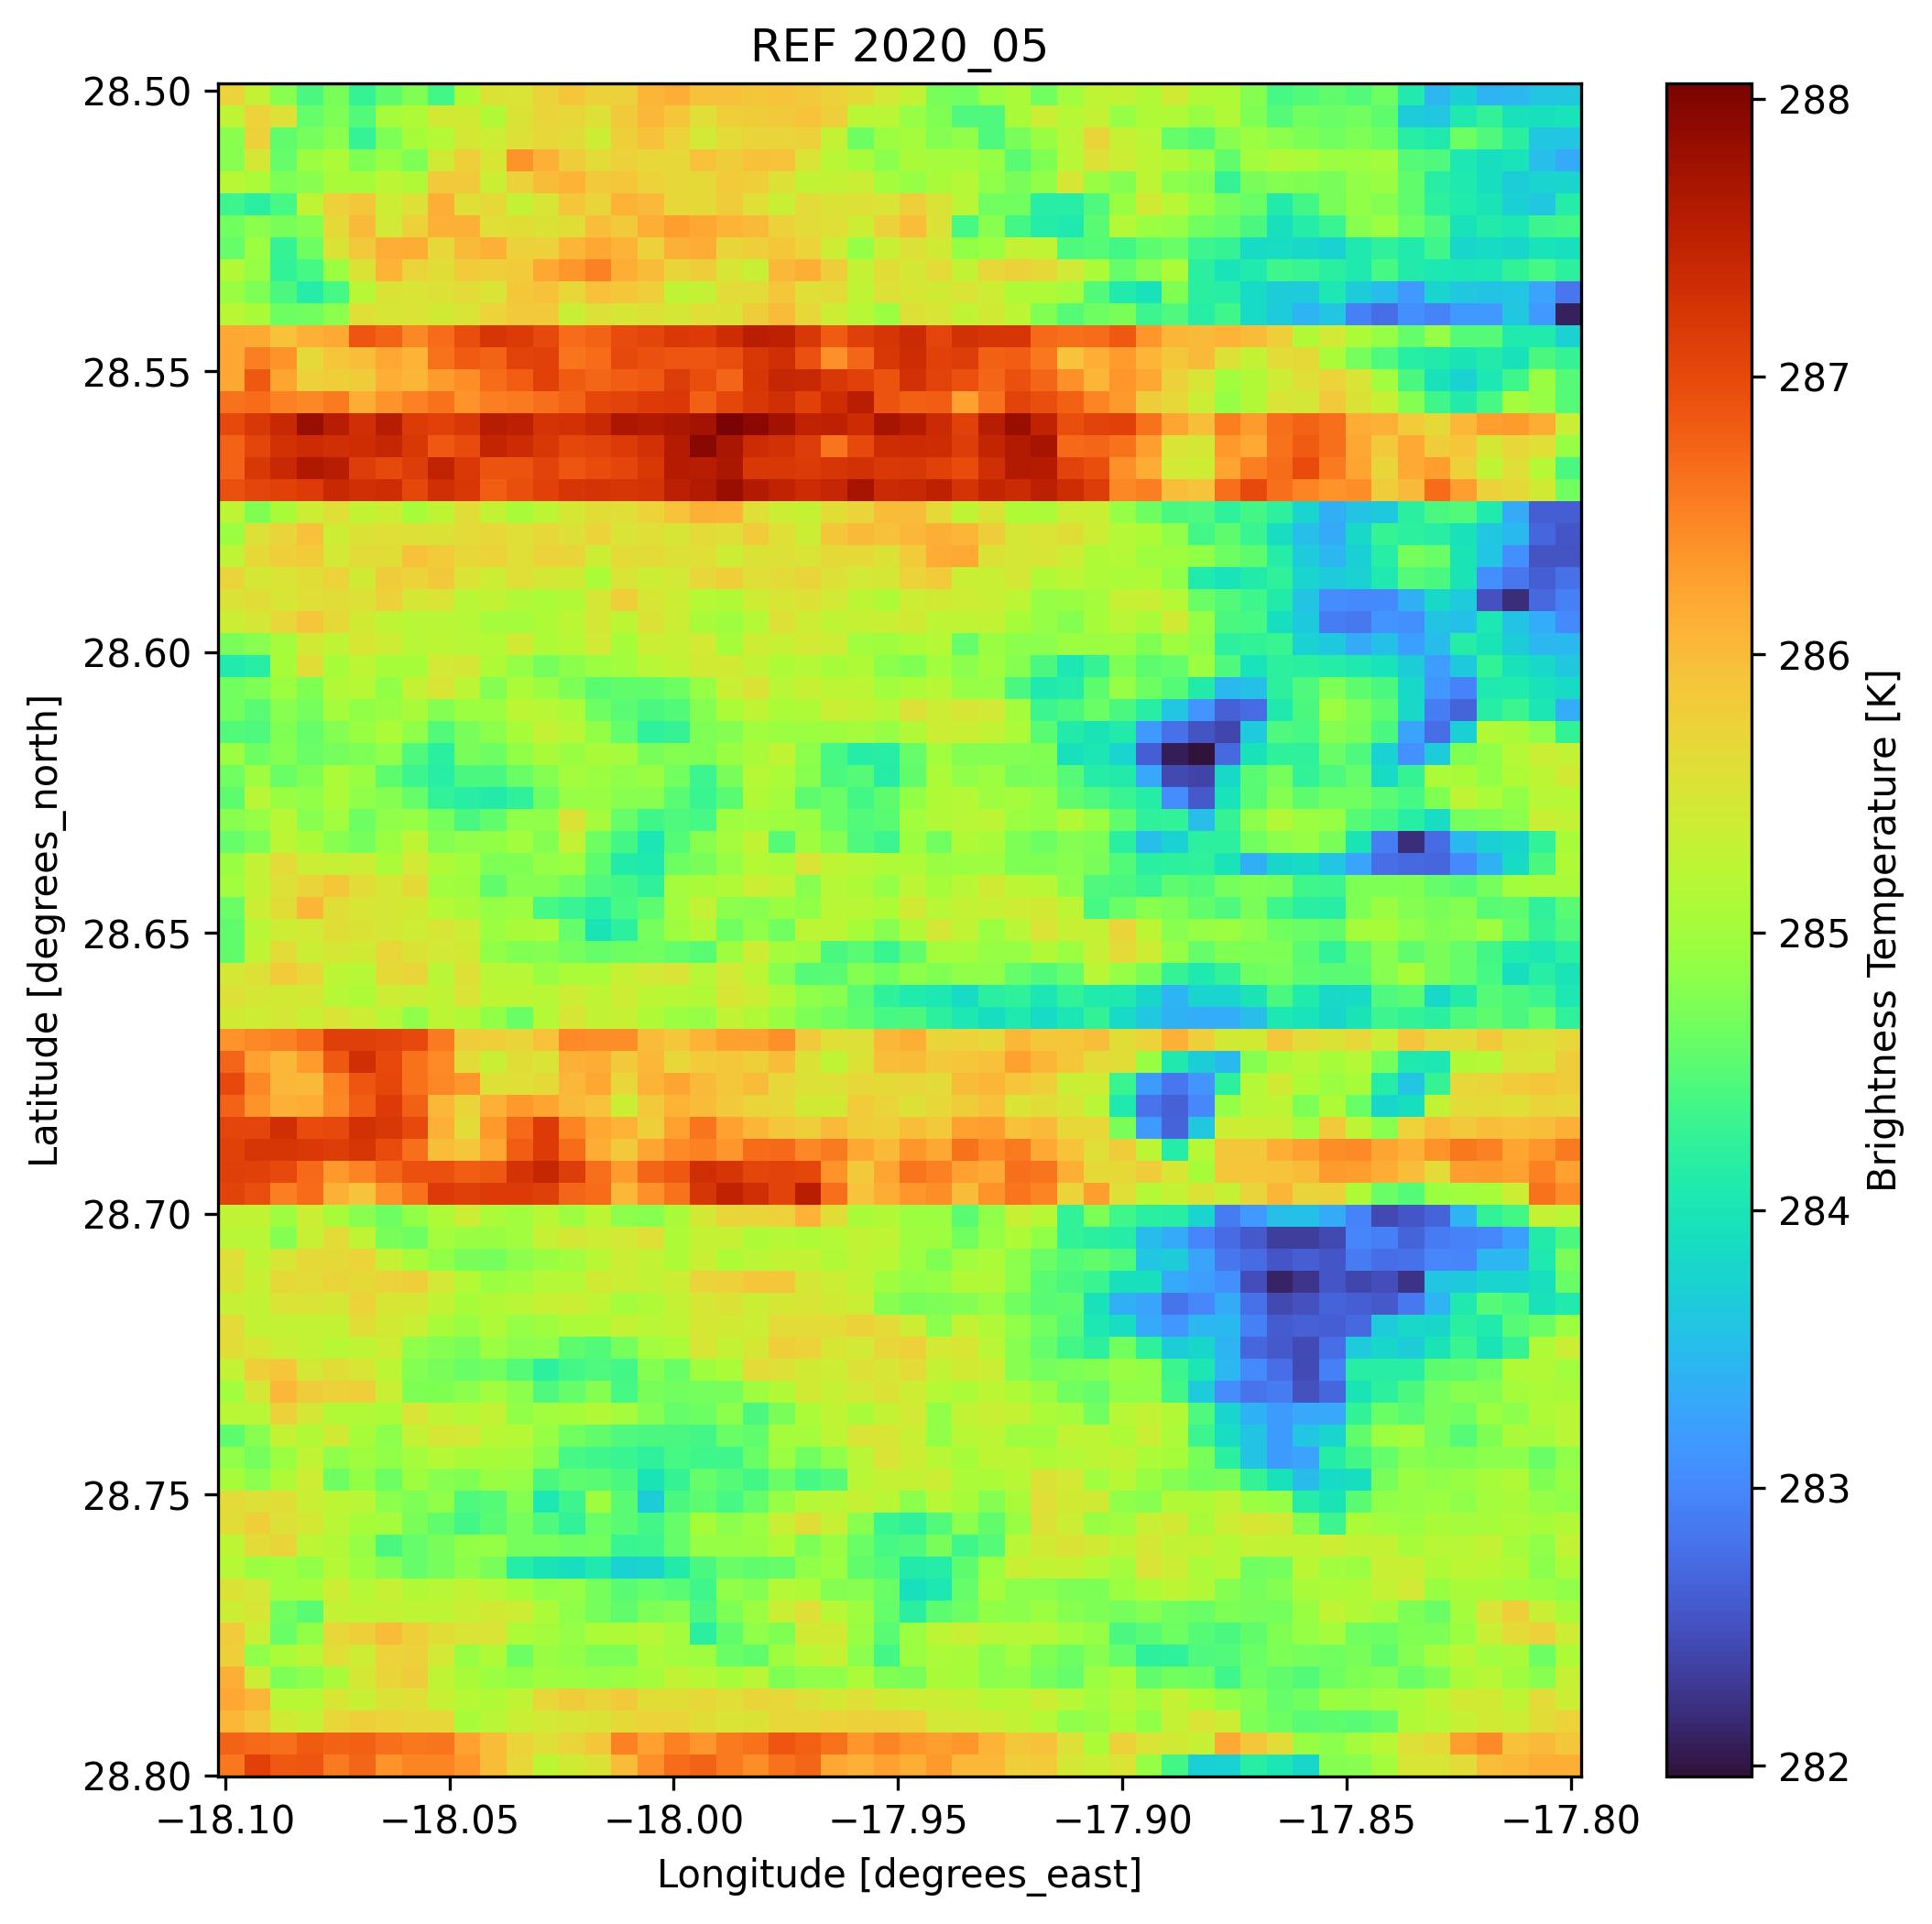 REF 2020_05
28.50
28.55
28.60
28.65
28.70
28.75
28.80
Latitude [degrees_north]
−18.10 −18.05 −18.00 −17.95 −17.90 −17.85 −17.80
Longitude [degrees_east]
288
287
286
285
284
283
282
Brightness Temperature [K]